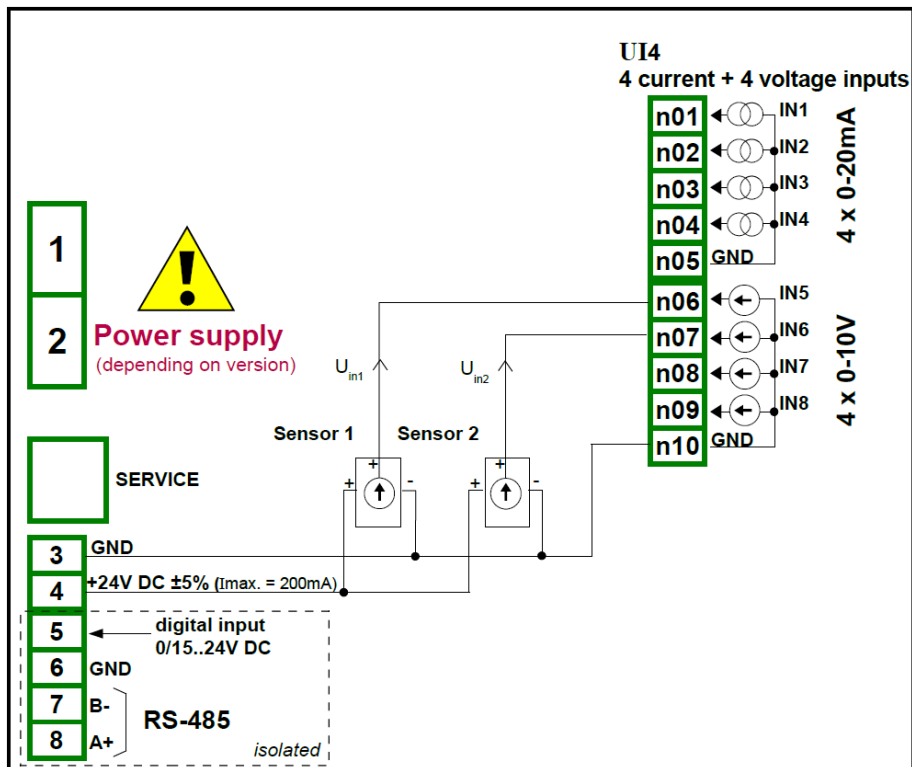 UI4
4 current + 4 voltage inputs
n01
IN1
n02
IN2
n03
IN3
n04
IN4
n05
GND
4 x 0-20mA
n06
IN5
n07
IN6
n08
IN7
n09
IN8
n10
GND
4 x 0-10V
1
2
!
Power supply
(depending on version)
Uin1
Uin2
Sensor 1
Sensor 2
+
+
-
+
+
-
SERVICE
3
GND
4
+24V DC ±5% (Imax. = 200mA)
5
digital input
0/15..24V DC
6
GND
7
B-
8
A+
RS-485
isolated